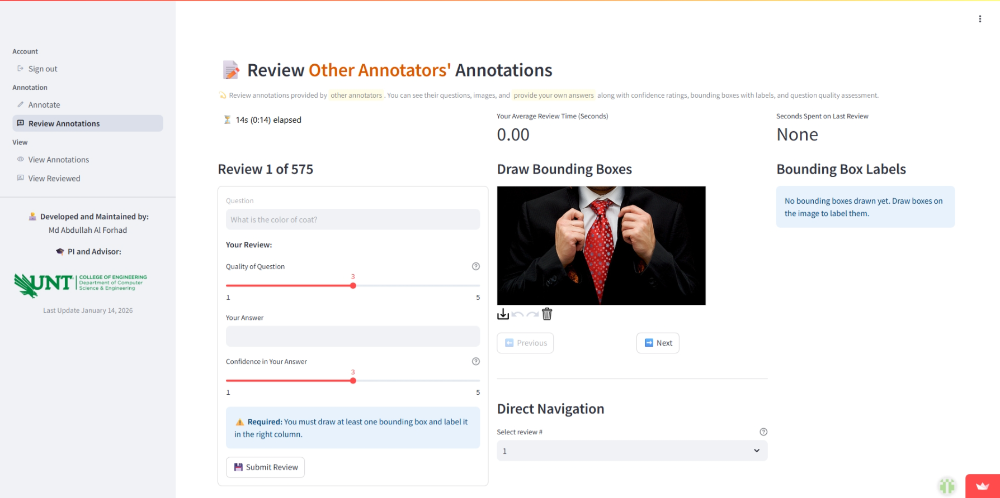 Account
Sign out
Annotation
Annotate
Review Annotations
View
View Annotations
View Reviewed
Developed and Maintained by:
Md Abdullah Al Forhad
PI and Advisor:
UNT COLLEGE OF ENGINEERING
Department of Computer
Science & Engineering
Last Update January 14, 2026
Review Other Annotators' Annotations
Review annotations provided by other annotators . You can see their questions, images, and provide your own answers along with confidence ratings, bounding boxes with labels, and question quality assessment.
14s (0:14) elapsed
Your Average Review Time (Seconds)
0.00
Seconds Spent on Last Review
None
Review 1 of 575
Question
What is the color of coat?
Your Review:
Quality of Question
3
1 5
Your Answer
Confidence in Your Answer
3
1 5
Required: You must draw at least one bounding box and label it
in the right column.
Submit Review
Draw Bounding Boxes
Previous
Next
Direct Navigation
Select review #
1
Bounding Box Labels
No bounding boxes drawn yet. Draw boxes on
the image to label them.